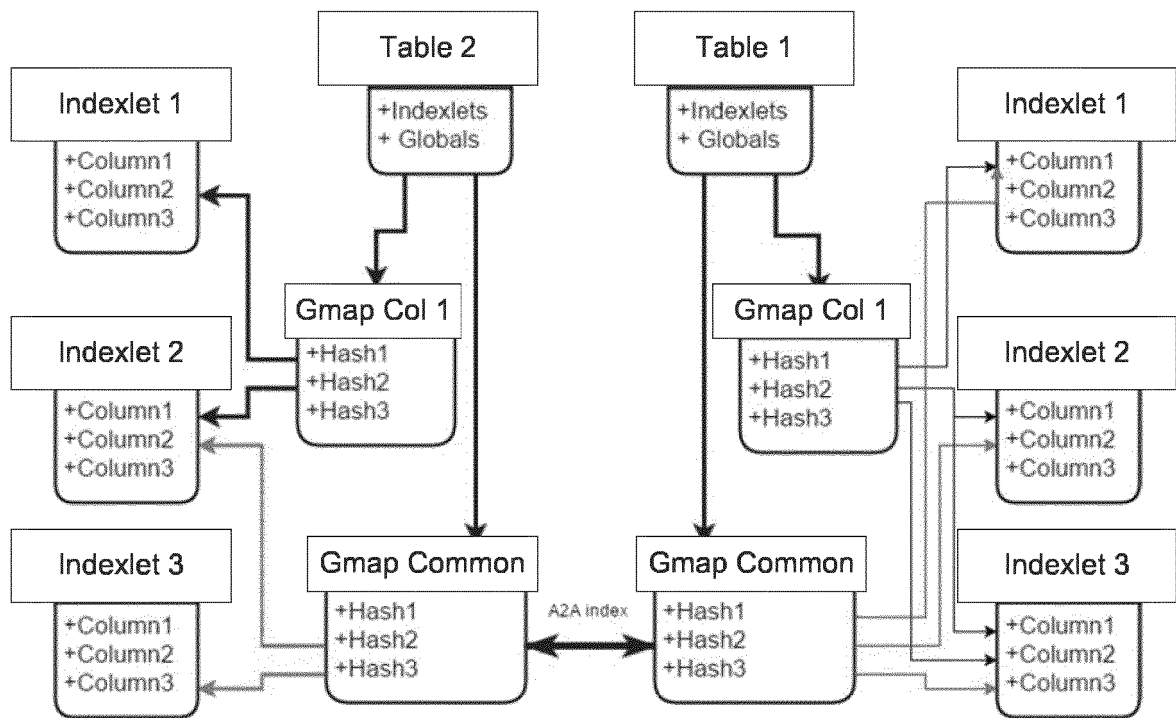 Table 2
+Indexlets
+ Globals
Table 1
+Indexlets
+ Globals
Indexlet 1
+Column1
+Column2
+Column3
Indexlet 1
+Column1
+Column2
+Column3
Gmap Col 1
+Hash1
+Hash2
+Hash3
Gmap Col 1
+Hash1
+Hash2
+Hash3
Indexlet 2
+Column1
+Column2
+Column3
Indexlet 2
+Column1
+Column2
+Column3
Indexlet 3
+Column1
+Column2
+Column3
Gmap Common
+Hash1
+Hash2
+Hash3
A2A index
Gmap Common
+Hash1
+Hash2
+Hash3
Indexlet 3
+Column1
+Column2
+Column3